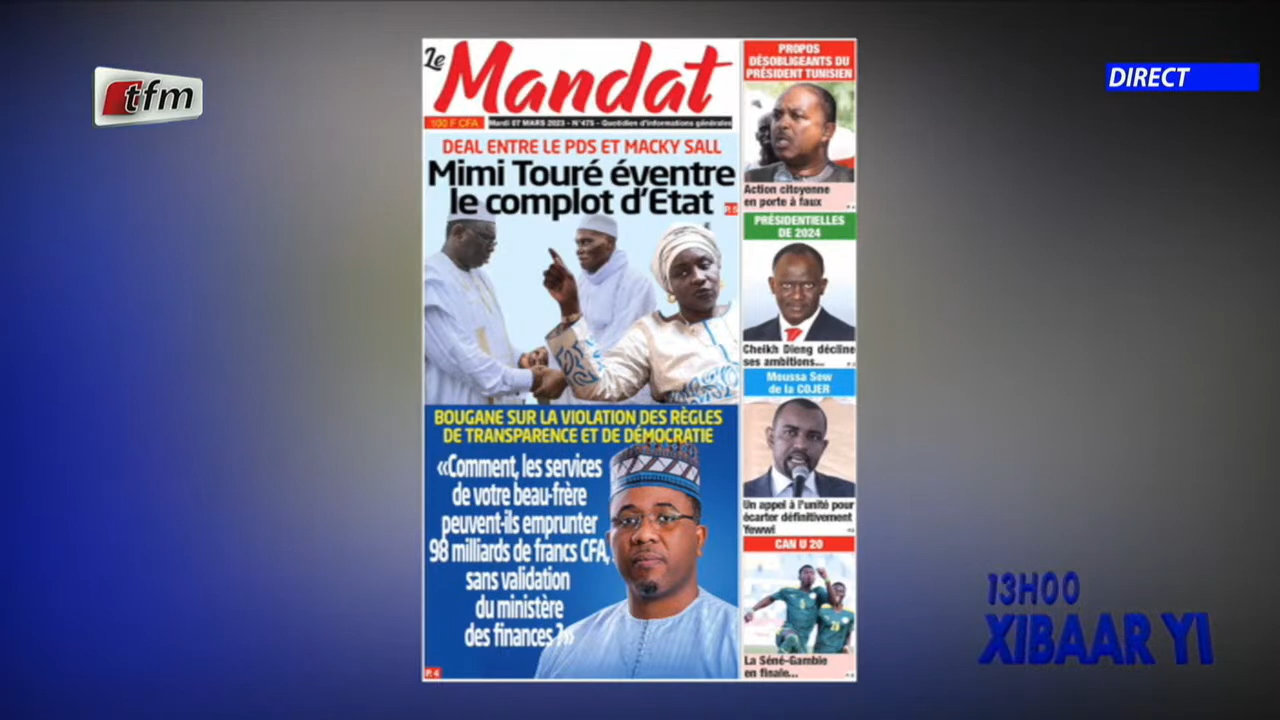 tfm
DIRECT
Le
Mandat
100 F CFA
Mardi 07 MARS 2023 - N°475 - Quotidien d'informations générales
DEAL ENTRE LE PDS ET MACKY SALL
Mimi Touré éventre
le complot d'Etat
BOUGANE SUR LA VIOLATION DES RÈGLES
DE TRANSPARENCE ET DE DÉMOCRATIE
«Comment, les services
de votre beau-frère
peuvent-ils emprunter
98 milliards de francs CFA,
sans validation
du ministère
des finances ?»
P. 4
PROPOS
DÉSOBLIGEANTS DU
PRÉSIDENT TUNISIEN
Action citoyenne
en porte à faux
PRÉSIDENTIELLES
DE 2024
Cheikh Dieng décline
ses ambitions...
Moussa Sow
de la COJER
Un appel à l'unité pour
écarter définitivement
Yewwi
CAN U 20
La Séné-Gambie
en finale...
13H00
XIBAAR YI